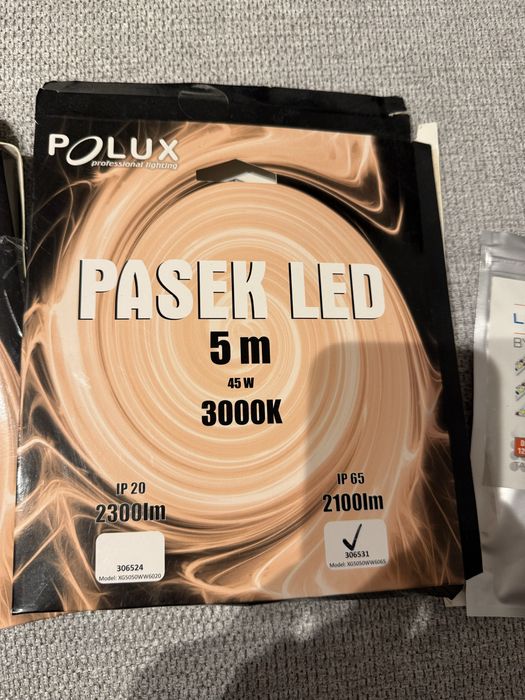 POLUX
professional lighting
PASEK LED
5 m
45 W
3000K
IP 20
2300lm
306524
Model: XG5050WW6020
IP 65
2100lm
306531
Model: XG5050WW6065